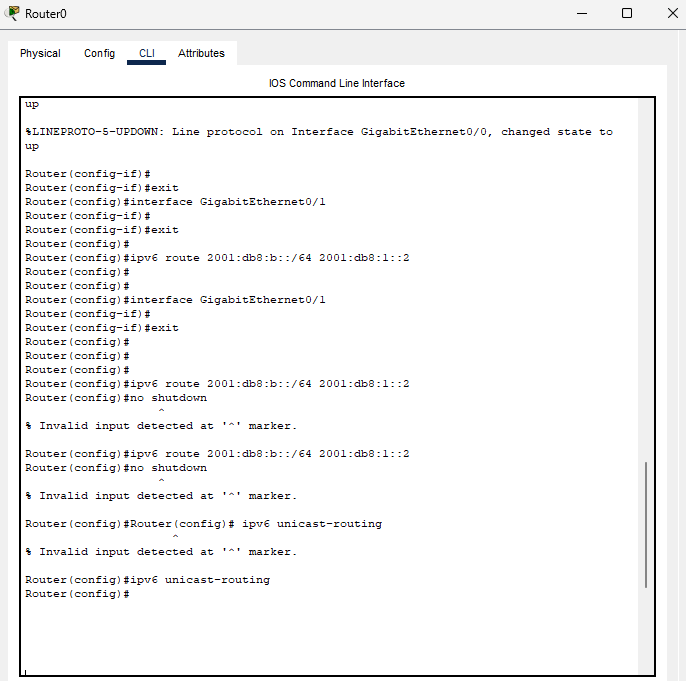 Router0
Physical Config CLI Attributes
IOS Command Line Interface
up
%LINEPROTO-5-UPDOWN: Line protocol on Interface GigabitEthernet0/0, changed state to
up
Router(config-if)#
Router(config-if)#exit
Router(config)#interface GigabitEthernet0/1
Router(config-if)#
Router(config-if)#exit
Router(config)#
Router(config)#ipv6 route 2001:db8:b::/64 2001:db8:1::2
Router(config)#
Router(config)#
Router(config)#interface GigabitEthernet0/1
Router(config-if)#
Router(config-if)#exit
Router(config)#
Router(config)#
Router(config)#
Router(config)#ipv6 route 2001:db8:b::/64 2001:db8:1::2
Router(config)#no shutdown
^
% Invalid input detected at '^' marker.
Router(config)#ipv6 route 2001:db8:b::/64 2001:db8:1::2
Router(config)#no shutdown
^
% Invalid input detected at '^' marker.
Router(config)#Router(config)# ipv6 unicast-routing
^
% Invalid input detected at '^' marker.
Router(config)#ipv6 unicast-routing
Router(config)#